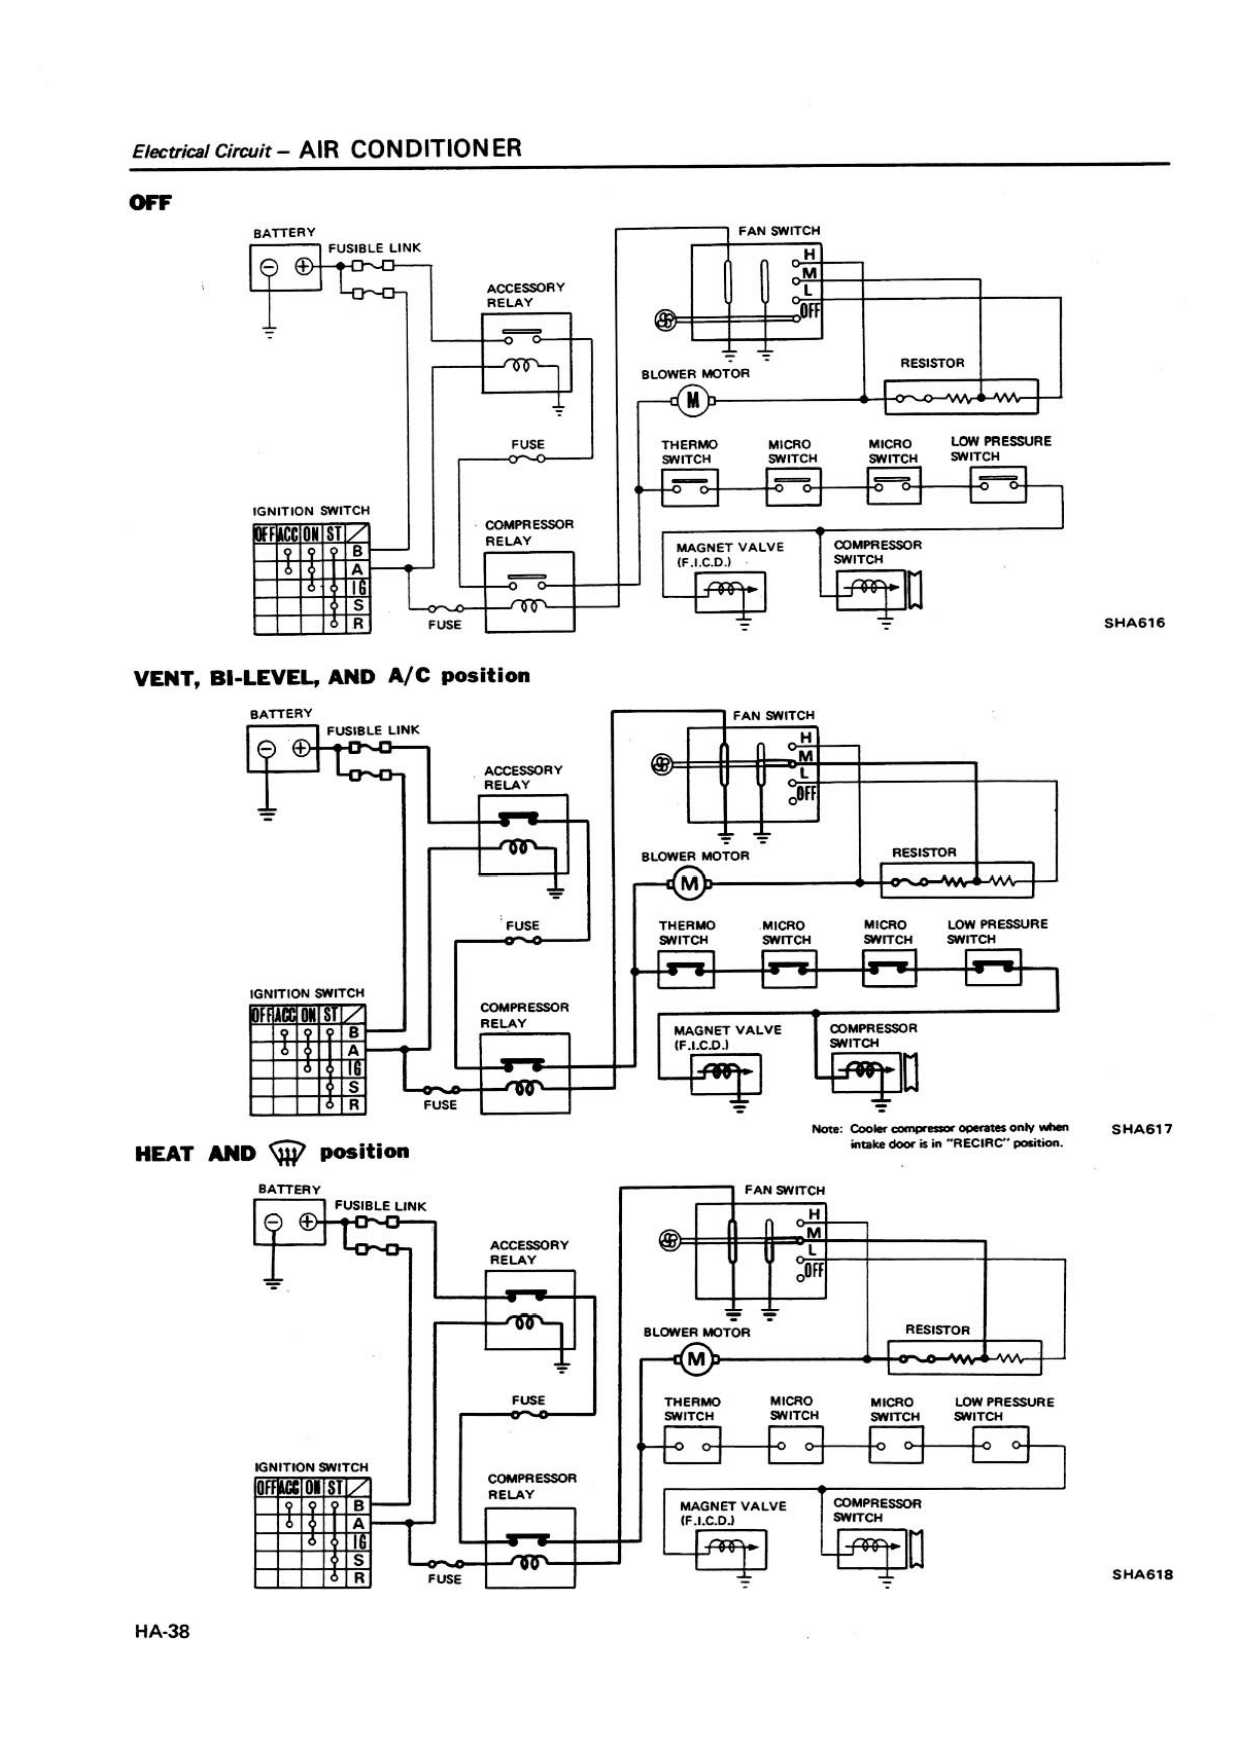 Electrical Circuit – AIR CONDITIONER
OFF
BATTERY
FUSIBLE LINK
FAN SWITCH
H
M
L
OFF
ACCESSORY
RELAY
BLOWER MOTOR
M
RESISTOR
FUSE
THERMO
SWITCH
MICRO
SWITCH
MICRO
SWITCH
LOW PRESSURE
SWITCH
IGNITION SWITCH
OFF ACC ON ST
B
A
IG
S
R
COMPRESSOR
RELAY
FUSE
MAGNET VALVE
(F.I.C.D.)
COMPRESSOR
SWITCH
SHA616
VENT, BI-LEVEL, AND A/C position
BATTERY
FUSIBLE LINK
FAN SWITCH
H
M
L
OFF
ACCESSORY
RELAY
BLOWER MOTOR
M
RESISTOR
FUSE
THERMO
SWITCH
MICRO
SWITCH
MICRO
SWITCH
LOW PRESSURE
SWITCH
IGNITION SWITCH
OFF ACC ON ST
B
A
IG
S
R
COMPRESSOR
RELAY
FUSE
MAGNET VALVE
(F.I.C.D.)
COMPRESSOR
SWITCH
Note: Cooler compressor operates only when
intake door is in "RECIRC" position.
SHA617
HEAT AND position
BATTERY
FUSIBLE LINK
FAN SWITCH
H
M
L
OFF
ACCESSORY
RELAY
BLOWER MOTOR
M
RESISTOR
FUSE
THERMO
SWITCH
MICRO
SWITCH
MICRO
SWITCH
LOW PRESSURE
SWITCH
IGNITION SWITCH
OFF ACC ON ST
B
A
IG
S
R
COMPRESSOR
RELAY
FUSE
MAGNET VALVE
(F.I.C.D.)
COMPRESSOR
SWITCH
SHA618
HA-38